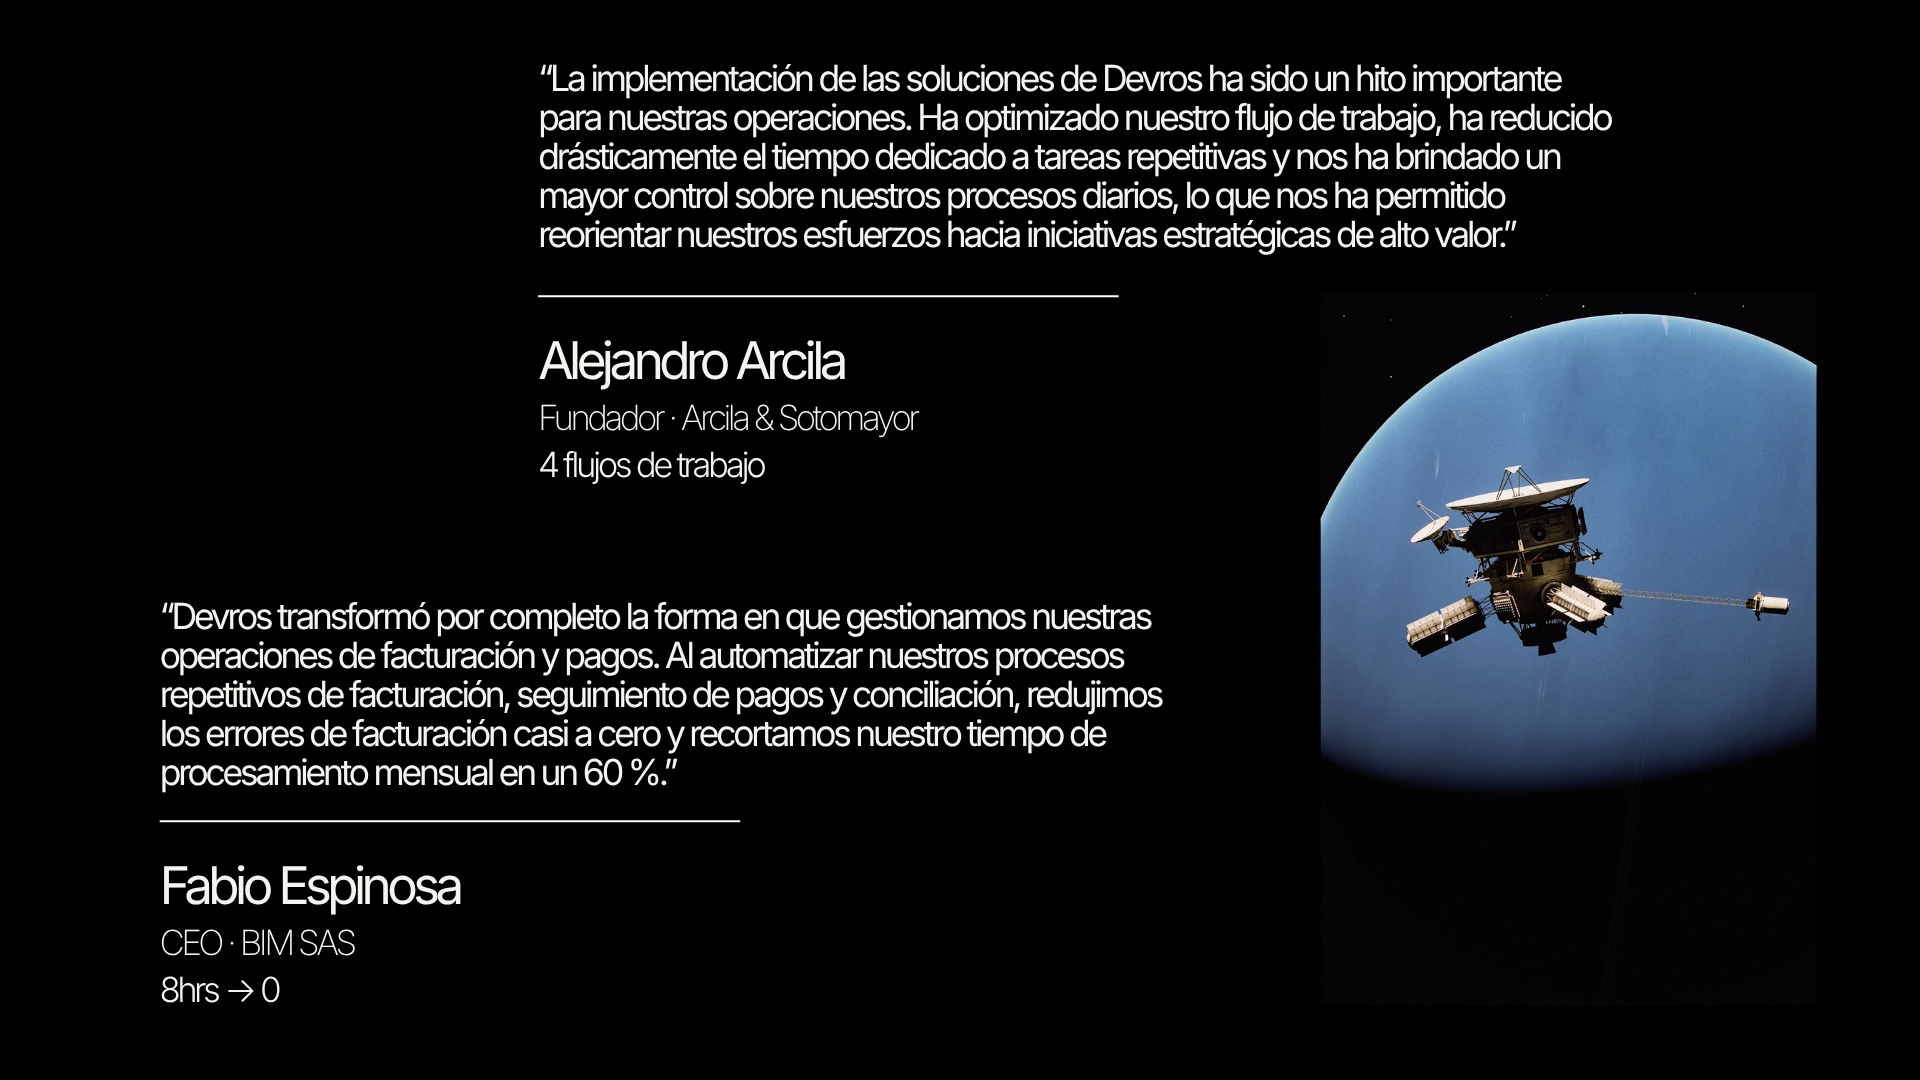 “La implementación de las soluciones de Devros ha sido un hito importante
para nuestras operaciones. Ha optimizado nuestro flujo de trabajo, ha reducido
drásticamente el tiempo dedicado a tareas repetitivas y nos ha brindado un
mayor control sobre nuestros procesos diarios, lo que nos ha permitido
reorientar nuestros esfuerzos hacia iniciativas estratégicas de alto valor.”
Alejandro Arcila
Fundador · Arcila & Sotomayor
4 flujos de trabajo
“Devros transformó por completo la forma en que gestionamos nuestras
operaciones de facturación y pagos. Al automatizar nuestros procesos
repetitivos de facturación, seguimiento de pagos y conciliación, redujimos
los errores de facturación casi a cero y recortamos nuestro tiempo de
procesamiento mensual en un 60 %.”
Fabio Espinosa
CEO · BIM SAS
8hrs → 0